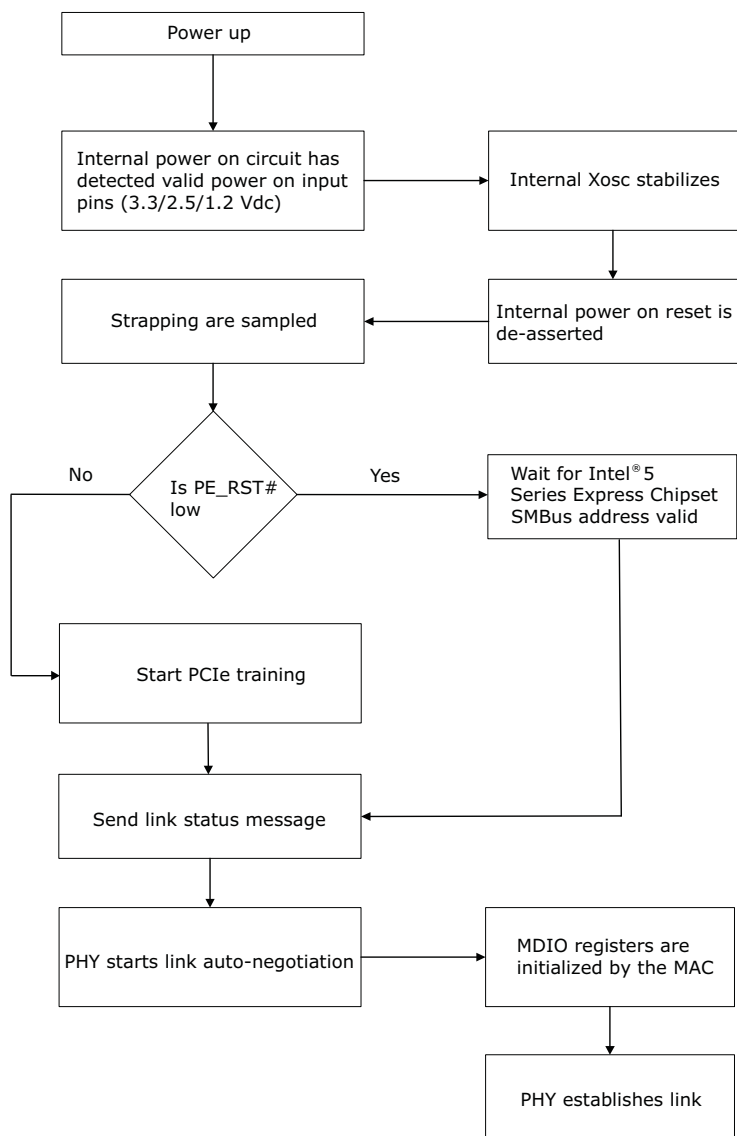 Power up
Internal power on circuit has
detected valid power on input
pins (3.3/2.5/1.2 Vdc)
Internal Xosc stabilizes
Strapping are sampled
Internal power on reset is
de-asserted
No
Is PE_RST#
low
Yes
Wait for Intel®5
Series Express Chipset
SMBus address valid
Start PCIe training
Send link status message
PHY starts link auto-negotiation
MDIO registers are
initialized by the MAC
PHY establishes link